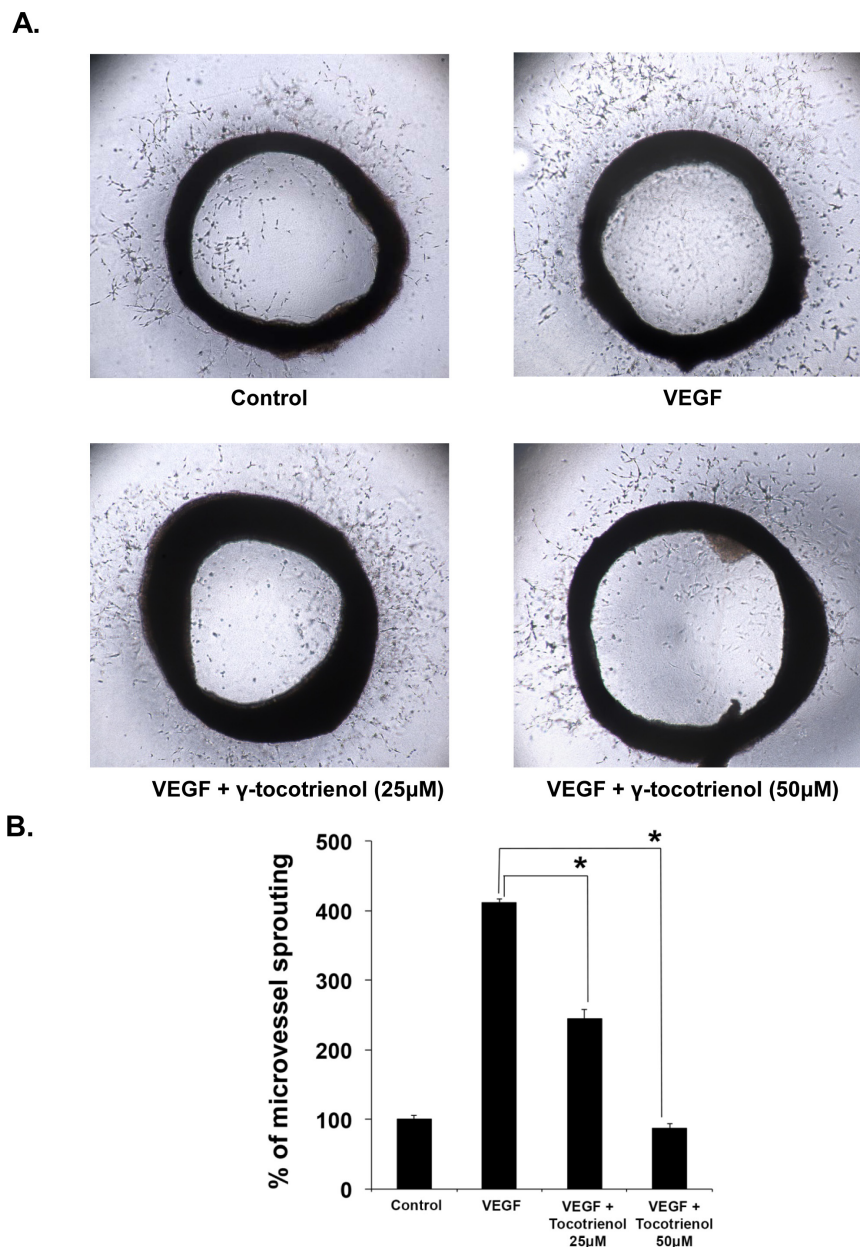 A.
Control
VEGF
VEGF + γ-tocotrienol (25μM)
VEGF + γ-tocotrienol (50μM)
B.
% of microvessel sprouting
500
400
300
200
100
0
*
*
Control
VEGF
VEGF +
Tocotrienol
25μM
VEGF +
Tocotrienol
50μM